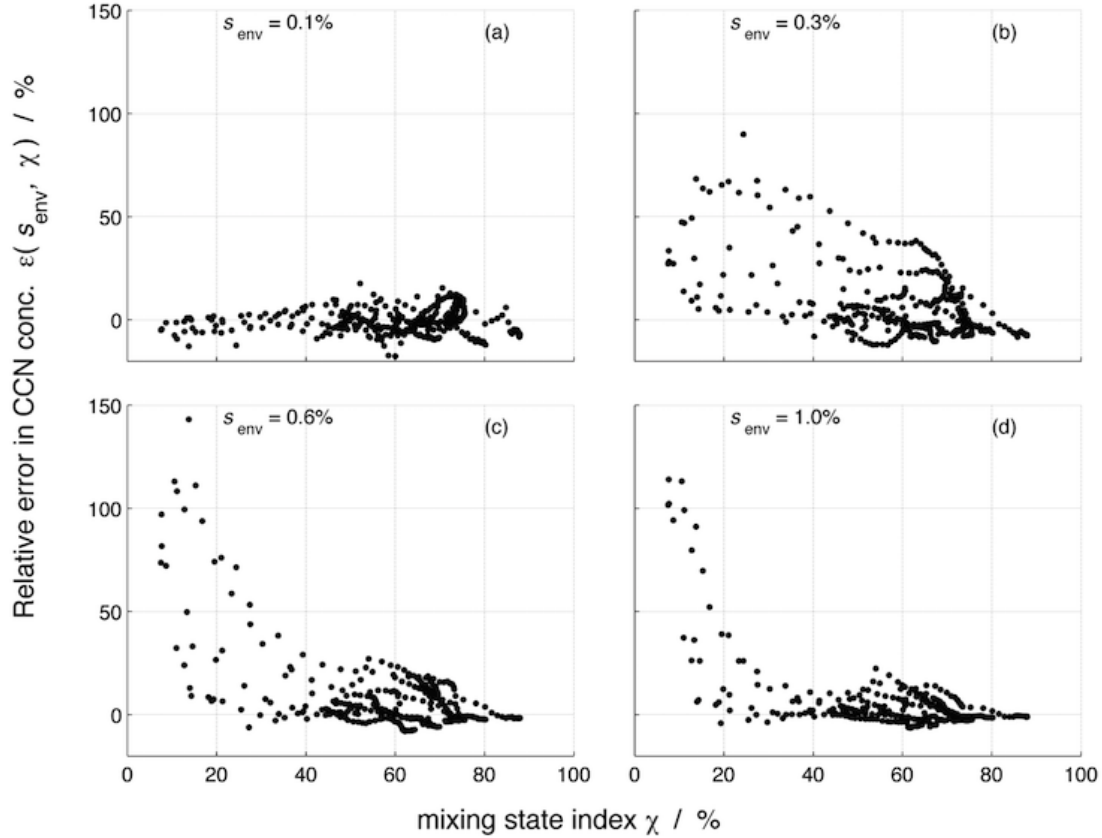 Relative error in CCN conc. ε( s env, χ) / %
s env = 0.1%
(a)
150
100
50
0
s env = 0.3%
(b)
s env = 0.6%
(c)
150
100
50
0
0
20
40
60
80
100
s env = 1.0%
(d)
0
20
40
60
80
100
mixing state index χ / %